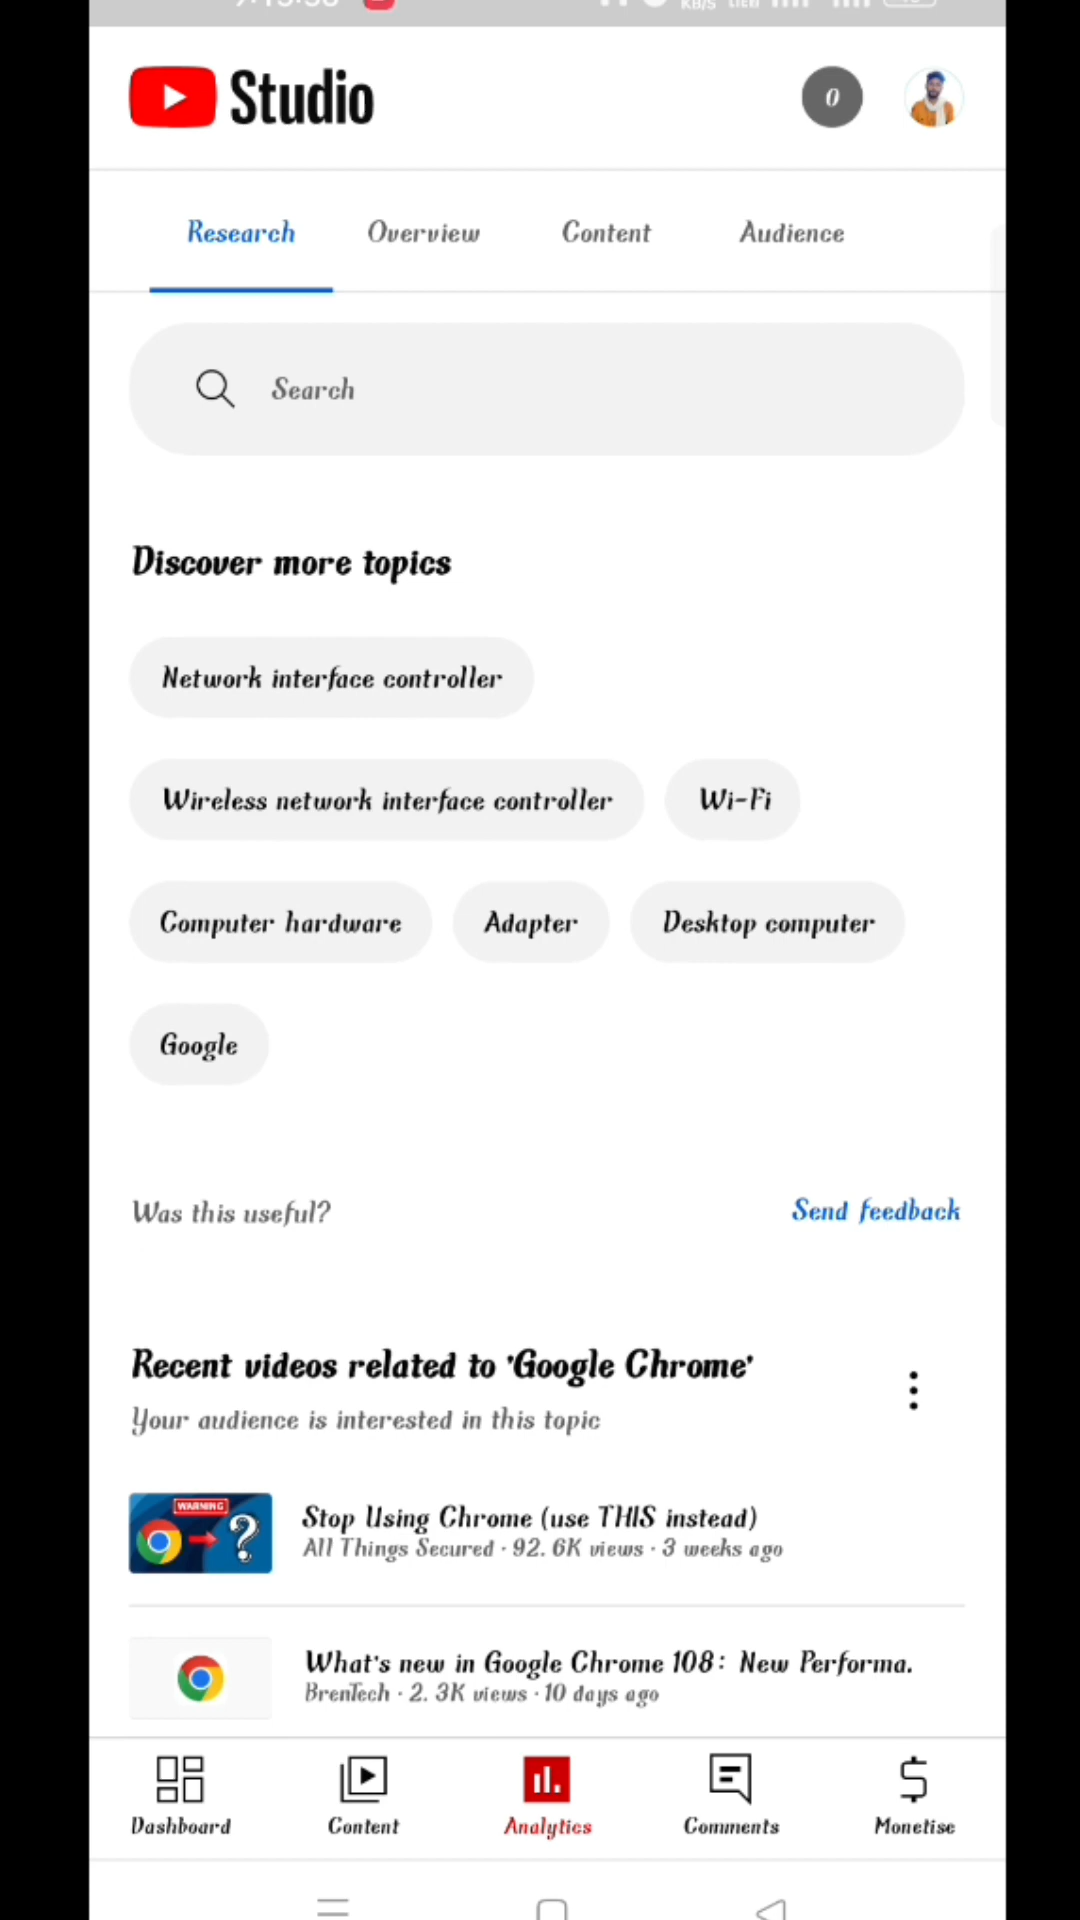 KB/S
Studio
0
Research Overview Content Audience
Search
Discover more topics
Network interface controller
Wireless network interface controller Wi-Fi
Computer hardware Adapter Desktop computer
Google
Was this useful? Send feedback
Recent videos related to 'Google Chrome'
Your audience is interested in this topic
WARNING
?
Stop Using Chrome (use THIS instead)
All Things Secured · 92.6K views · 3 weeks ago
What's new in Google Chrome 108: New Performa.
BrenTech · 2.3K views · 10 days ago
Dashboard Content Analytics Comments Monetise